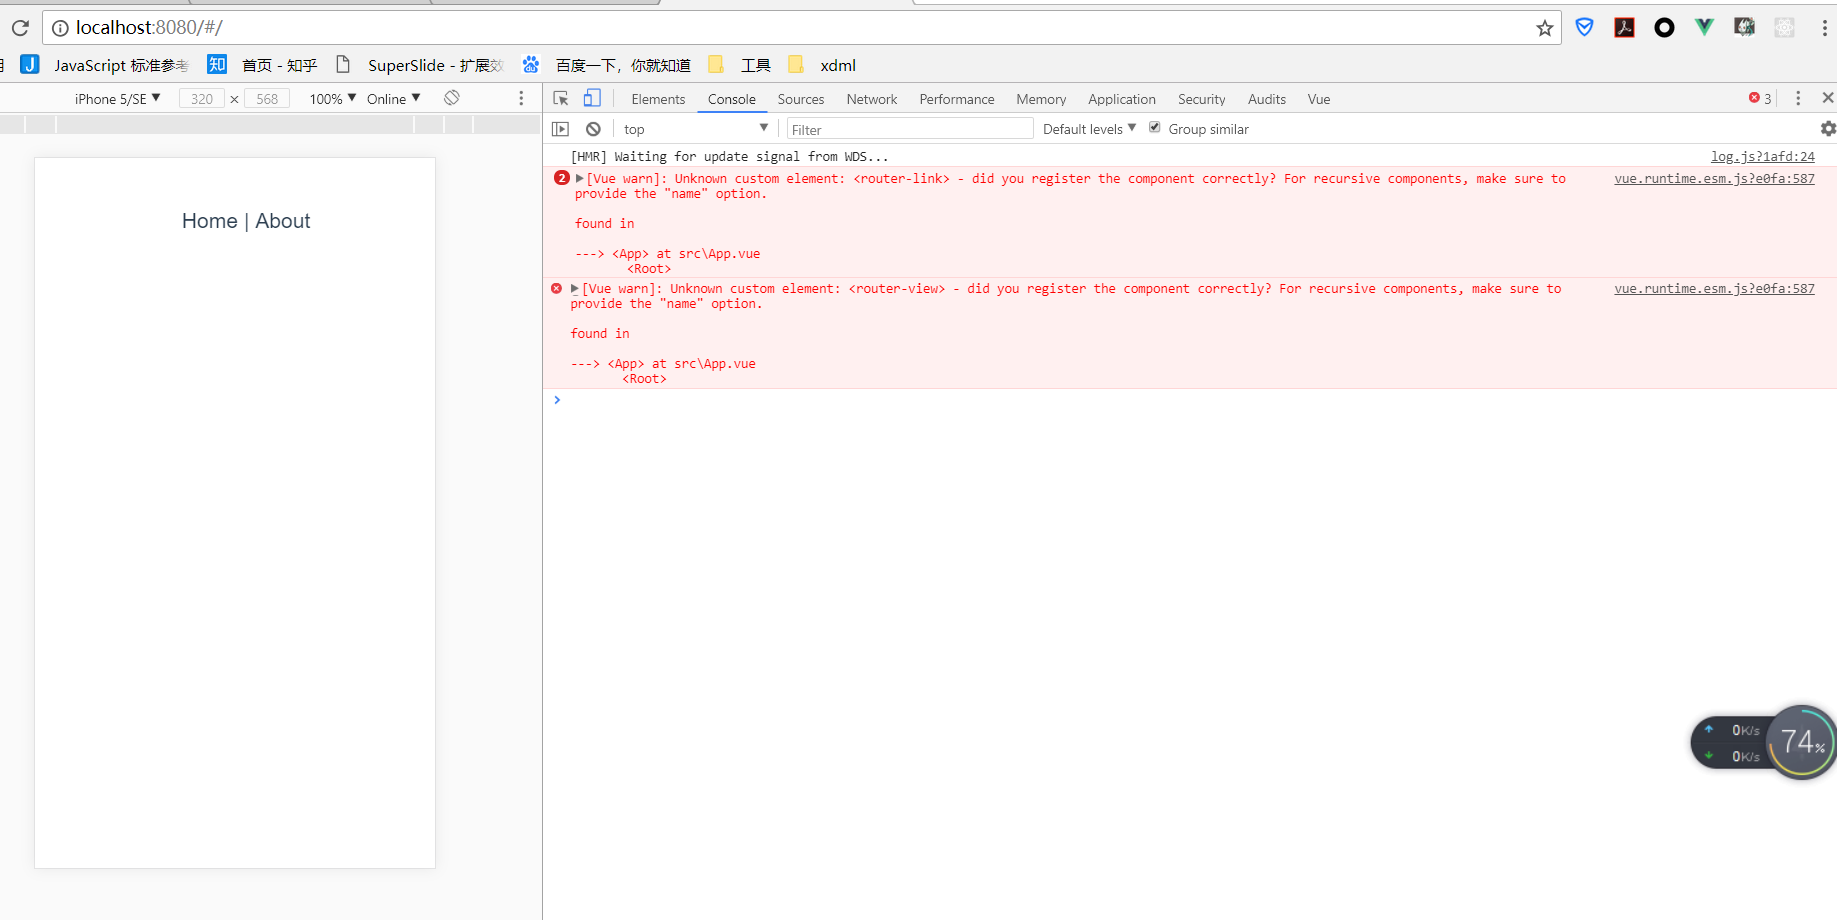 localhost:8080/#/
JavaScript 标准参考 知 首页 - 知乎 SuperSlide - 扩展效 百度一下，你就知道 工具 xdml
iPhone 5/SE ▼ 320 × 568 100% ▼ Online ▼
Elements Console Sources Network Performance Memory Application Security Audits Vue 3
top ▼ Filter Default levels ▼ Group similar
[HMR] Waiting for update signal from WDS... log.js?1afd:24
2 ▶[Vue warn]: Unknown custom element: <router-link> - did you register the component correctly? For recursive components, make sure to vue.runtime.esm.js?e0fa:587
provide the "name" option.
found in
---> <App> at src\App.vue
<Root>
▶[Vue warn]: Unknown custom element: <router-view> - did you register the component correctly? For recursive components, make sure to vue.runtime.esm.js?e0fa:587
provide the "name" option.
found in
---> <App> at src\App.vue
<Root>
Home | About
0K/s
0K/s
74%